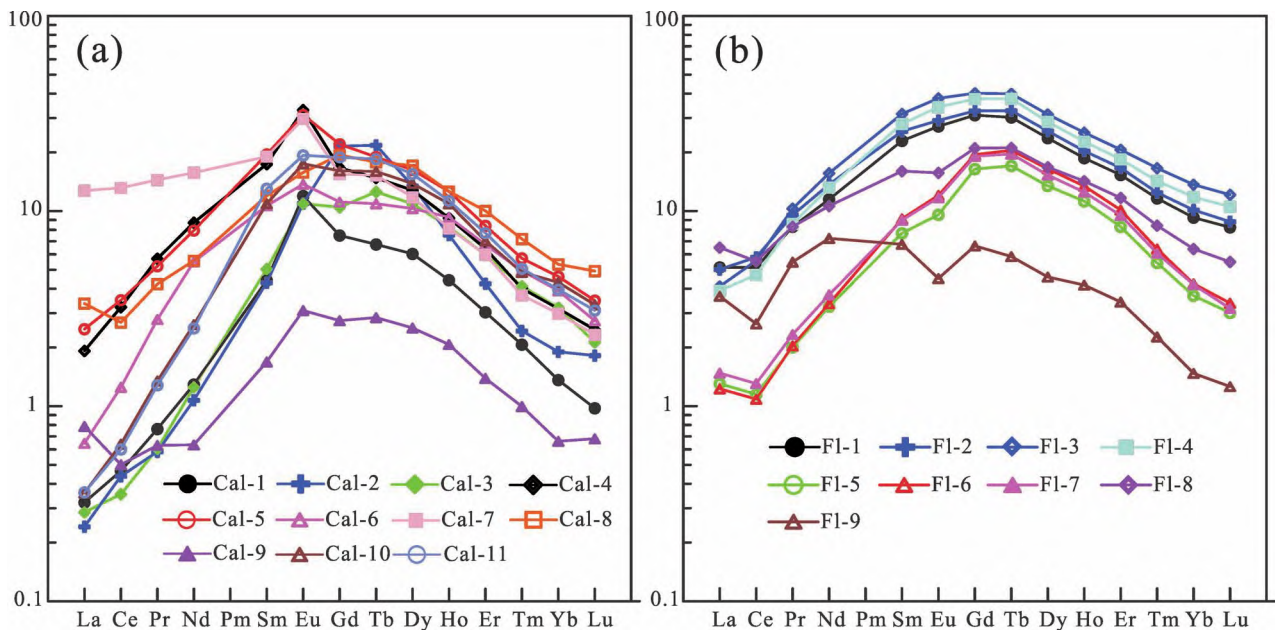 (a)
100
10
1
0.1
La Ce Pr Nd Pm Sm Eu Gd Tb Dy Ho Er Tm Yb Lu
Cal-1 Cal-2 Cal-3 Cal-4
Cal-5 Cal-6 Cal-7 Cal-8
Cal-9 Cal-10 Cal-11
(b)
100
10
1
0.1
La Ce Pr Nd Pm Sm Eu Gd Tb Dy Ho Er Tm Yb Lu
Fl-1 Fl-2 Fl-3 Fl-4
Fl-5 Fl-6 Fl-7 Fl-8
Fl-9